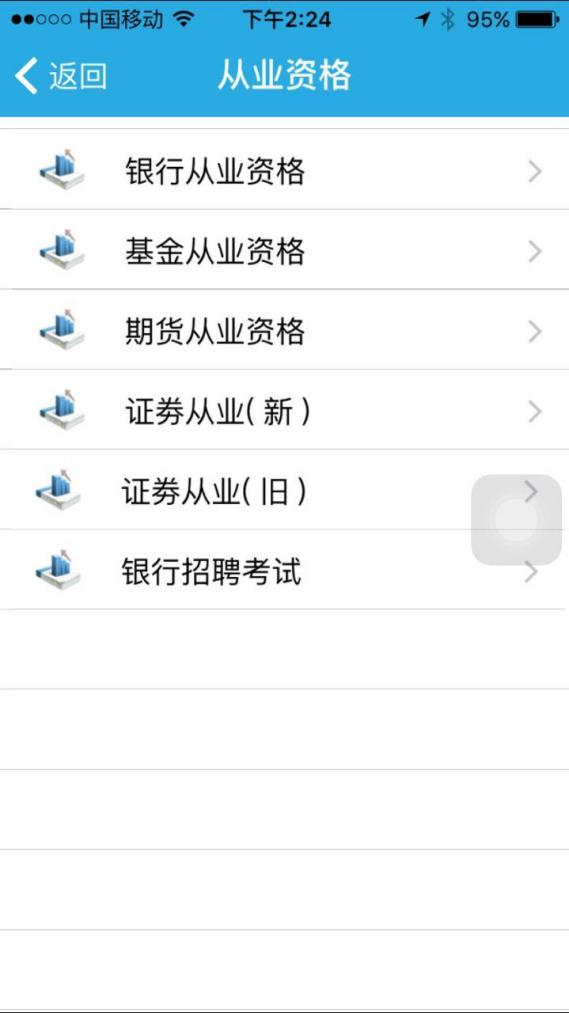 中国移动 下午2:24 95%
返回 从业资格
银行从业资格
基金从业资格
期货从业资格
证券从业( 新 )
证券从业( 旧 )
银行招聘考试